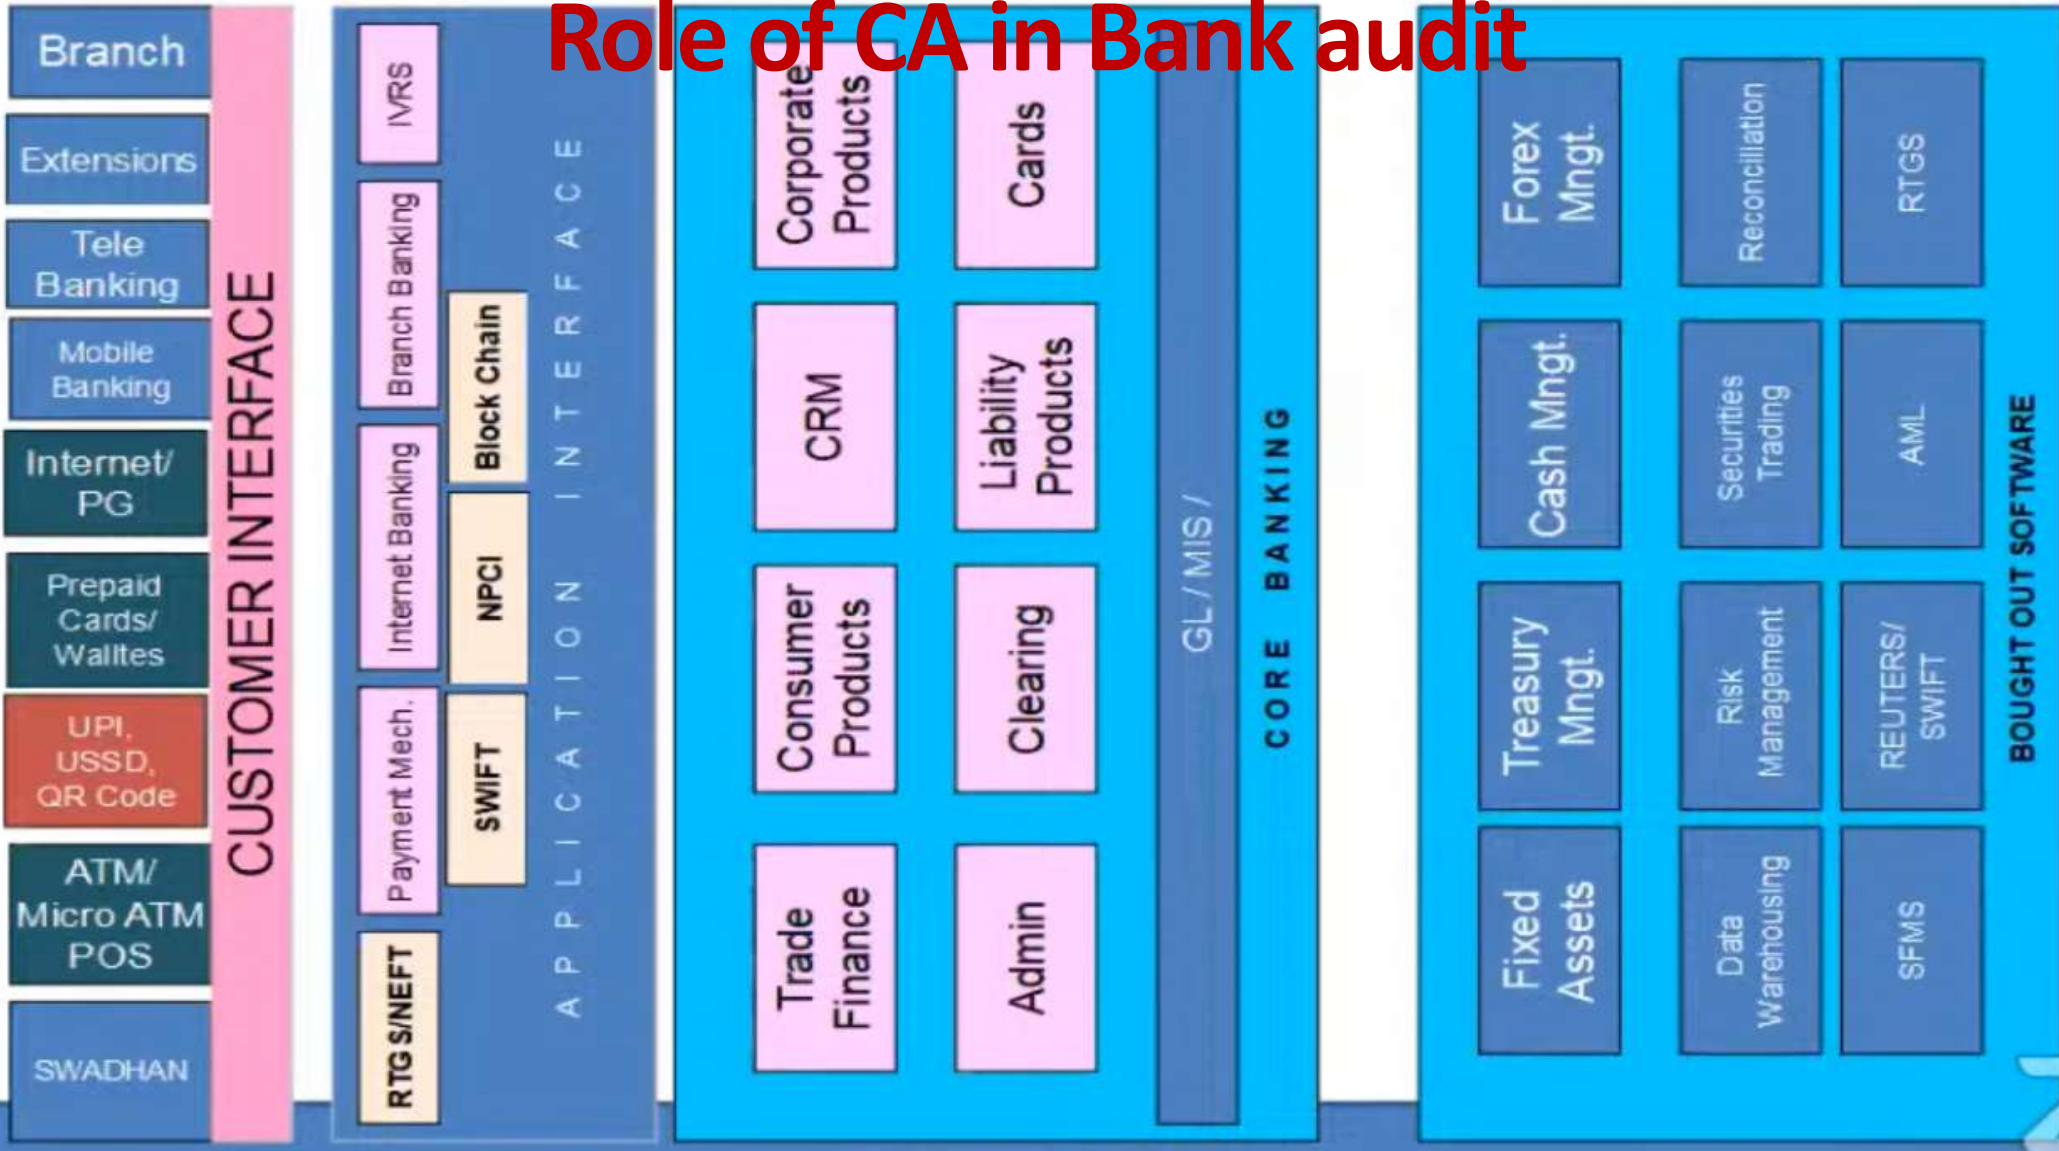 Role of CA in Bank audit
Branch
Extensions
Tele
Banking
Mobile
Banking
Internet/
PG
Prepaid
Cards/
Walltes
UPI,
USSD,
QR Code
ATM/
Micro ATM
POS
SWADHAN
CUSTOMER INTERFACE
IVRS
Branch Banking
Internet Banking
Payment Mech.
RTGS/NEFT
Block Chain
NPCI
SWIFT
APPLICATION INTERFACE
Corporate
Products
CRM
Consumer
Products
Trade
Finance
Cards
Liability
Products
Clearing
Admin
GL / MIS /
CORE BANKING
Forex
Mngt.
Cash Mngt.
Treasury
Mngt.
Fixed
Assets
Reconciliation
Securities
Trading
Risk
Management
Data
Warehousing
RTGS
AML
REUTERS/
SWIFT
SFMS
BOUGHT OUT SOFTWARE